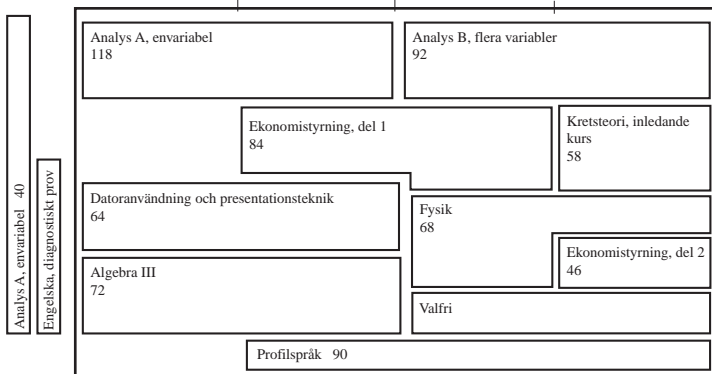 Analys A, envariabel 40
Engelska, diagnostiskt prov
Analys A, envariabel
118
Analys B, flera variabler
92
Ekonomistyrning, del 1
84
Kretsteori, inledande
kurs
58
Datoranvändning och presentationsteknik
64
Fysik
68
Ekonomistyrning, del 2
46
Algebra III
72
Valfri
Profilspråk 90